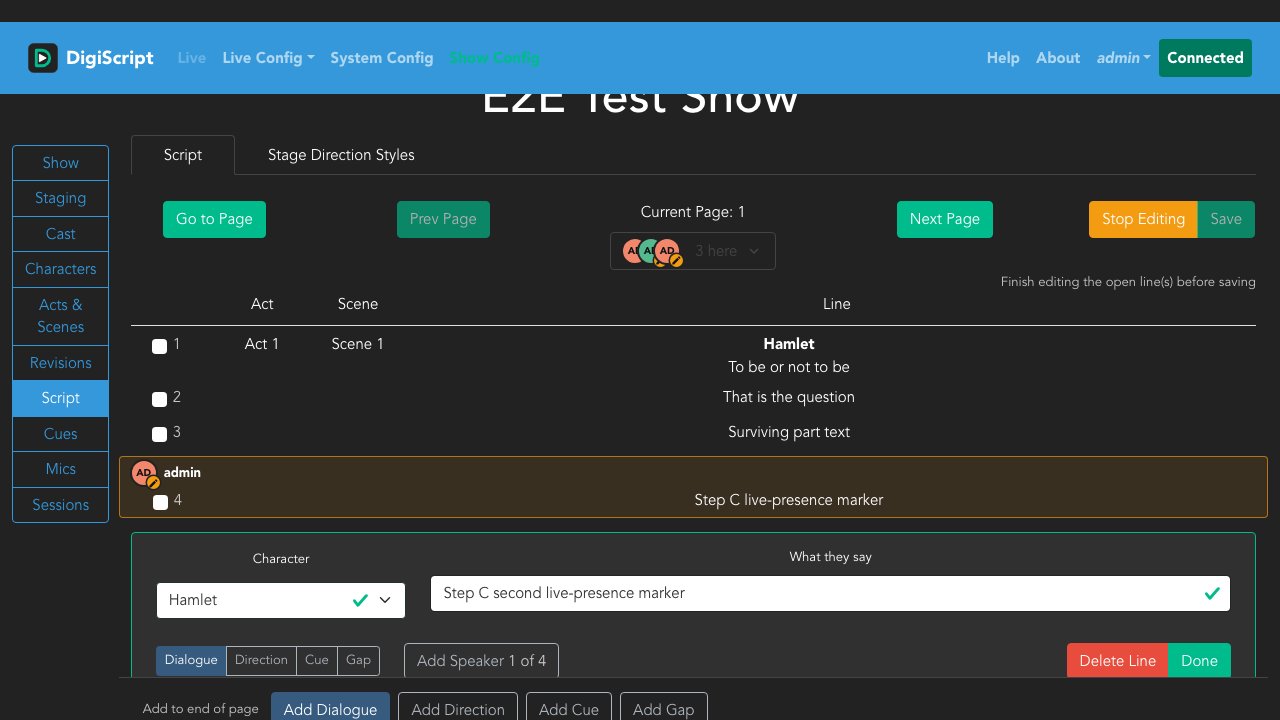 DigiScript Live Live Config System Config Show Config Help About admin Connected
E2E Test Show
Script Stage Direction Styles
Show
Staging
Cast
Characters
Acts &
Scenes
Revisions
Script
Cues
Mics
Sessions
Go to Page Prev Page Current Page: 1 Next Page Stop Editing Save
AD 3 here
Finish editing the open line(s) before saving
Act Scene Line
1 Act 1 Scene 1 Hamlet
To be or not to be
2 That is the question
3 Surviving part text
AD admin
4 Step C live-presence marker
Character What they say
Hamlet Step C second live-presence marker
Dialogue Direction Cue Gap Add Speaker 1 of 4 Delete Line Done
Add to end of page Add Dialogue Add Direction Add Cue Add Gap